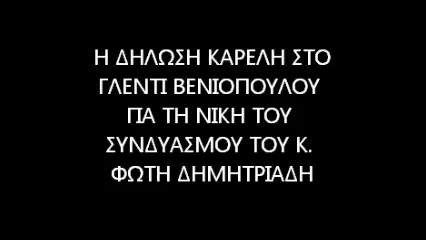 Η ΔΗΛΩΣΗ ΚΑΡΕΛΗ ΣΤΟ
ΓΛΕΝΤΙ ΒΕΝΙΟΠΟΥΛΟΥ
ΓΙΑ ΤΗ ΝΙΚΗ ΤΟΥ
ΣΥΝΔΥΑΣΜΟΥ ΤΟΥ Κ.
ΦΩΤΗ ΔΗΜΗΤΡΙΑΔΗ